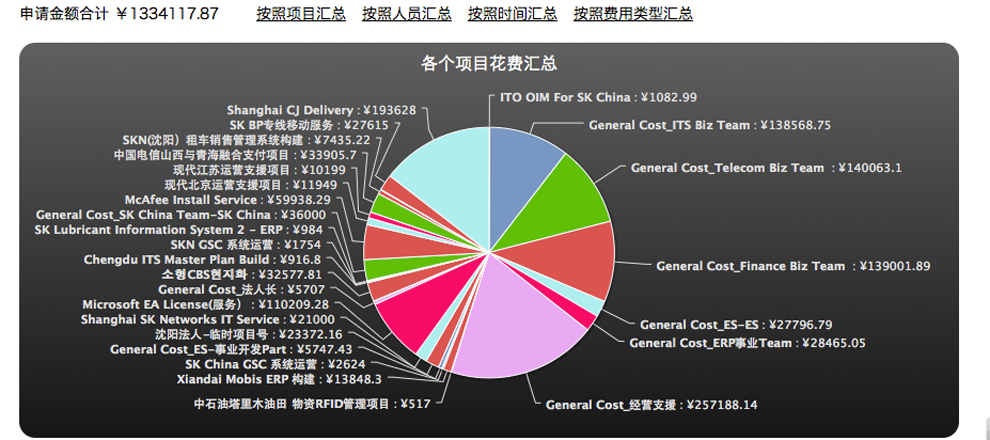 申请金额合计 ￥1334117.87 按照项目汇总 按照人员汇总 按照时间汇总 按照费用类型汇总
各个项目花费汇总
ITO OIM For SK China : ¥1082.99
General Cost_ITS Biz Team : ¥138568.75
General Cost_Telecom Biz Team : ¥140063.1
General Cost_Finance Biz Team : ¥139001.89
General Cost_ES-ES : ¥27796.79
General Cost_ERP事业Team : ¥28465.05
General Cost_经营支援 : ¥257188.14
Shanghai CJ Delivery : ¥193628
SK BP专线移动服务 : ¥27615
SKN(沈阳）租车销售管理系统构建 : ¥7435.22
中国电信山西与青海融合支付项目 : ¥33905.7
现代江苏运营支援项目 : ¥10199
现代北京运营支援项目 : ¥11949
McAfee Install Service : ¥59938.29
General Cost_SK China Team-SK China : ¥36000
SK Lubricant Information System 2 - ERP : ¥984
SKN GSC 系统运营 : ¥1754
Chengdu ITS Master Plan Build : ¥916.8
소형CBS현지화 : ¥32577.81
General Cost_法人长 : ¥5707
Microsoft EA License(服务） : ¥110209.28
Shanghai SK Networks IT Service : ¥21000
沈阳法人-临时项目号 : ¥23372.16
General Cost_ES-事业开发Part : ¥5747.43
SK China GSC 系统运营 : ¥2624
Xiandai Mobis ERP 构建 : ¥13848.3
中石油塔里木油田 物资RFID管理项目 : ¥517